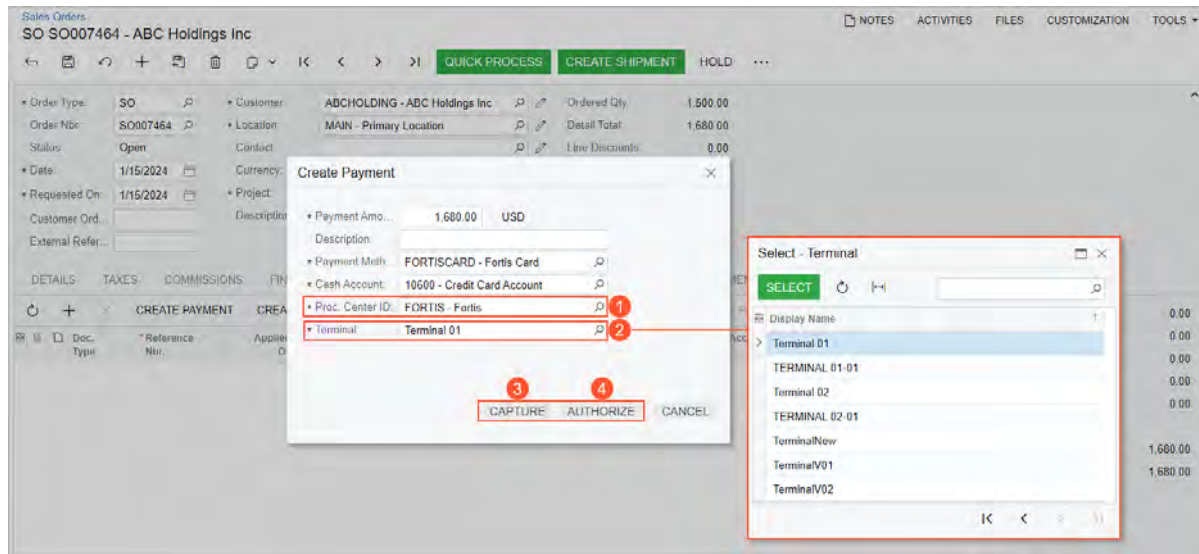 Sales Orders
SO SO007464 - ABC Holdings Inc
NOTES ACTIVITIES FILES CUSTOMIZATION TOOLS
QUICK PROCESS CREATE SHIPMENT HOLD ...
* Order Type: SO * Customer: ABCHOLDING - ABC Holdings Inc Ordered Qty. 1,500.00
Order Nbr. SO007464 * Location: MAIN - Primary Location Detail Total: 1,680.00
Status: Open Contact: Line Discounts: 0.00
* Date: 1/15/2024 Currency:
* Requested On: 1/15/2024 * Project:
Customer Ord... Description
External Refer...
Create Payment
* Payment Amo... 1,680.00 USD
Description:
* Payment Meth FORTISCARD - Fortis Card
* Cash Account: 10600 - Credit Card Account
* Proc. Center ID: FORTIS - Fortis 1
* Terminal: Terminal 01 2
3 4
CAPTURE AUTHORIZE CANCEL
DETAILS TAXES COMMISSIONS FIN
CREATE PAYMENT CREA
Doc. Type *Reference Nbr. Applie
Select - Terminal
SELECT
Display Name
Terminal 01
TERMINAL 01-01
Terminal 02
TERMINAL 02-01
TerminalNew
TerminalV01
TerminalV02
0.00
0.00
0.00
0.00
0.00
1,680.00
1,680.00